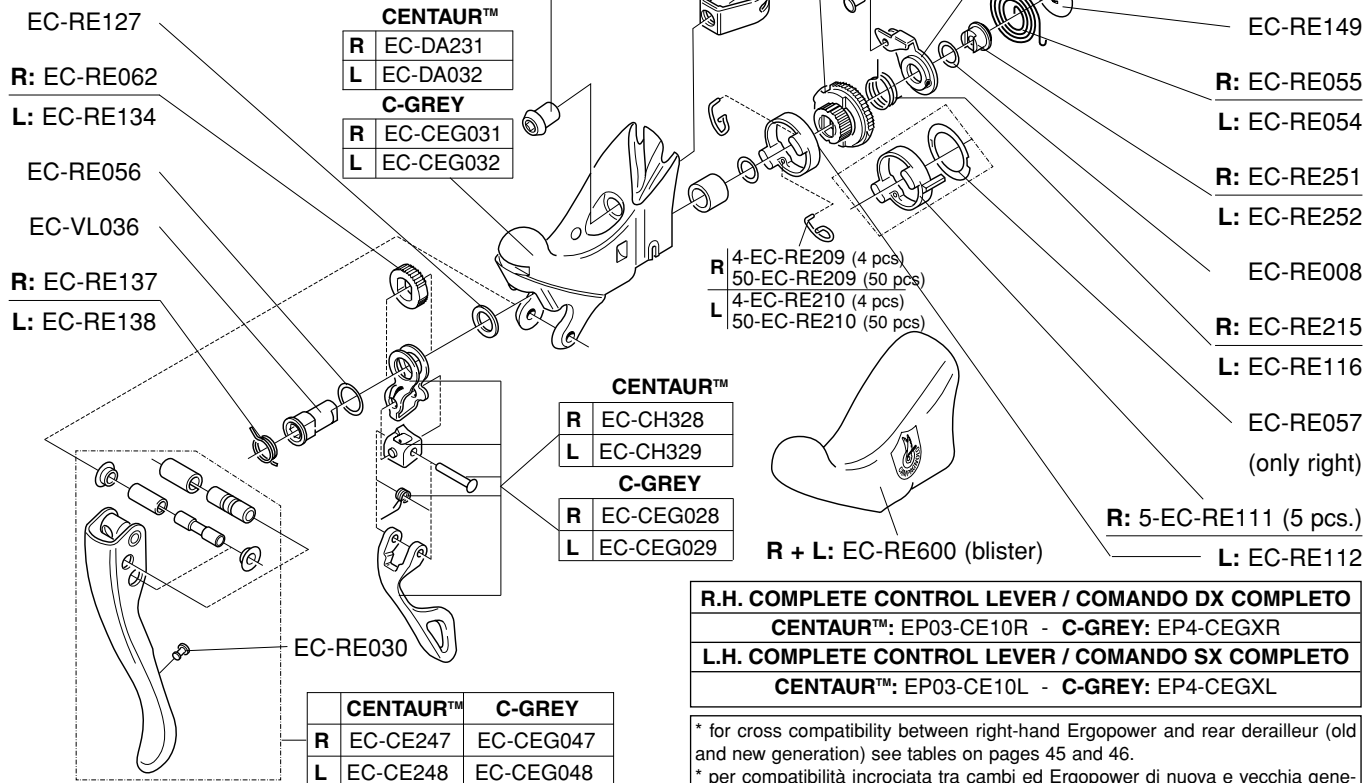 EC-RE127
R: EC-RE062
L: EC-RE134
EC-RE056
EC-VL036
R: EC-RE137
L: EC-RE138
CENTAUR™
R EC-DA231
L EC-DA032
C-GREY
R EC-CEG031
L EC-CEG032
EC-RE149
R: EC-RE055
L: EC-RE054
R: EC-RE251
L: EC-RE252
EC-RE008
R: EC-RE215
L: EC-RE116
EC-RE057
(only right)
R: 5-EC-RE111 (5 pcs.)
L: EC-RE112
R 4-EC-RE209 (4 pcs)
50-EC-RE209 (50 pcs)
L 4-EC-RE210 (4 pcs)
50-EC-RE210 (50 pcs)
CENTAUR™
R EC-CH328
L EC-CH329
C-GREY
R EC-CEG028
L EC-CEG029
R + L: EC-RE600 (blister)
EC-RE030
CENTAUR™ C-GREY
R EC-CE247 EC-CEG047
L EC-CE248 EC-CEG048
R.H. COMPLETE CONTROL LEVER / COMANDO DX COMPLETO
CENTAUR™: EP03-CE10R - C-GREY: EP4-CEGXR
L.H. COMPLETE CONTROL LEVER / COMANDO SX COMPLETO
CENTAUR™: EP03-CE10L - C-GREY: EP4-CEGXL
* for cross compatibility between right-hand Ergopower and rear derailleur (old
and new generation) see tables on pages 45 and 46.
* per compatibilità incrociata tra cambi ed Ergopower di nuova e vecchia gene-